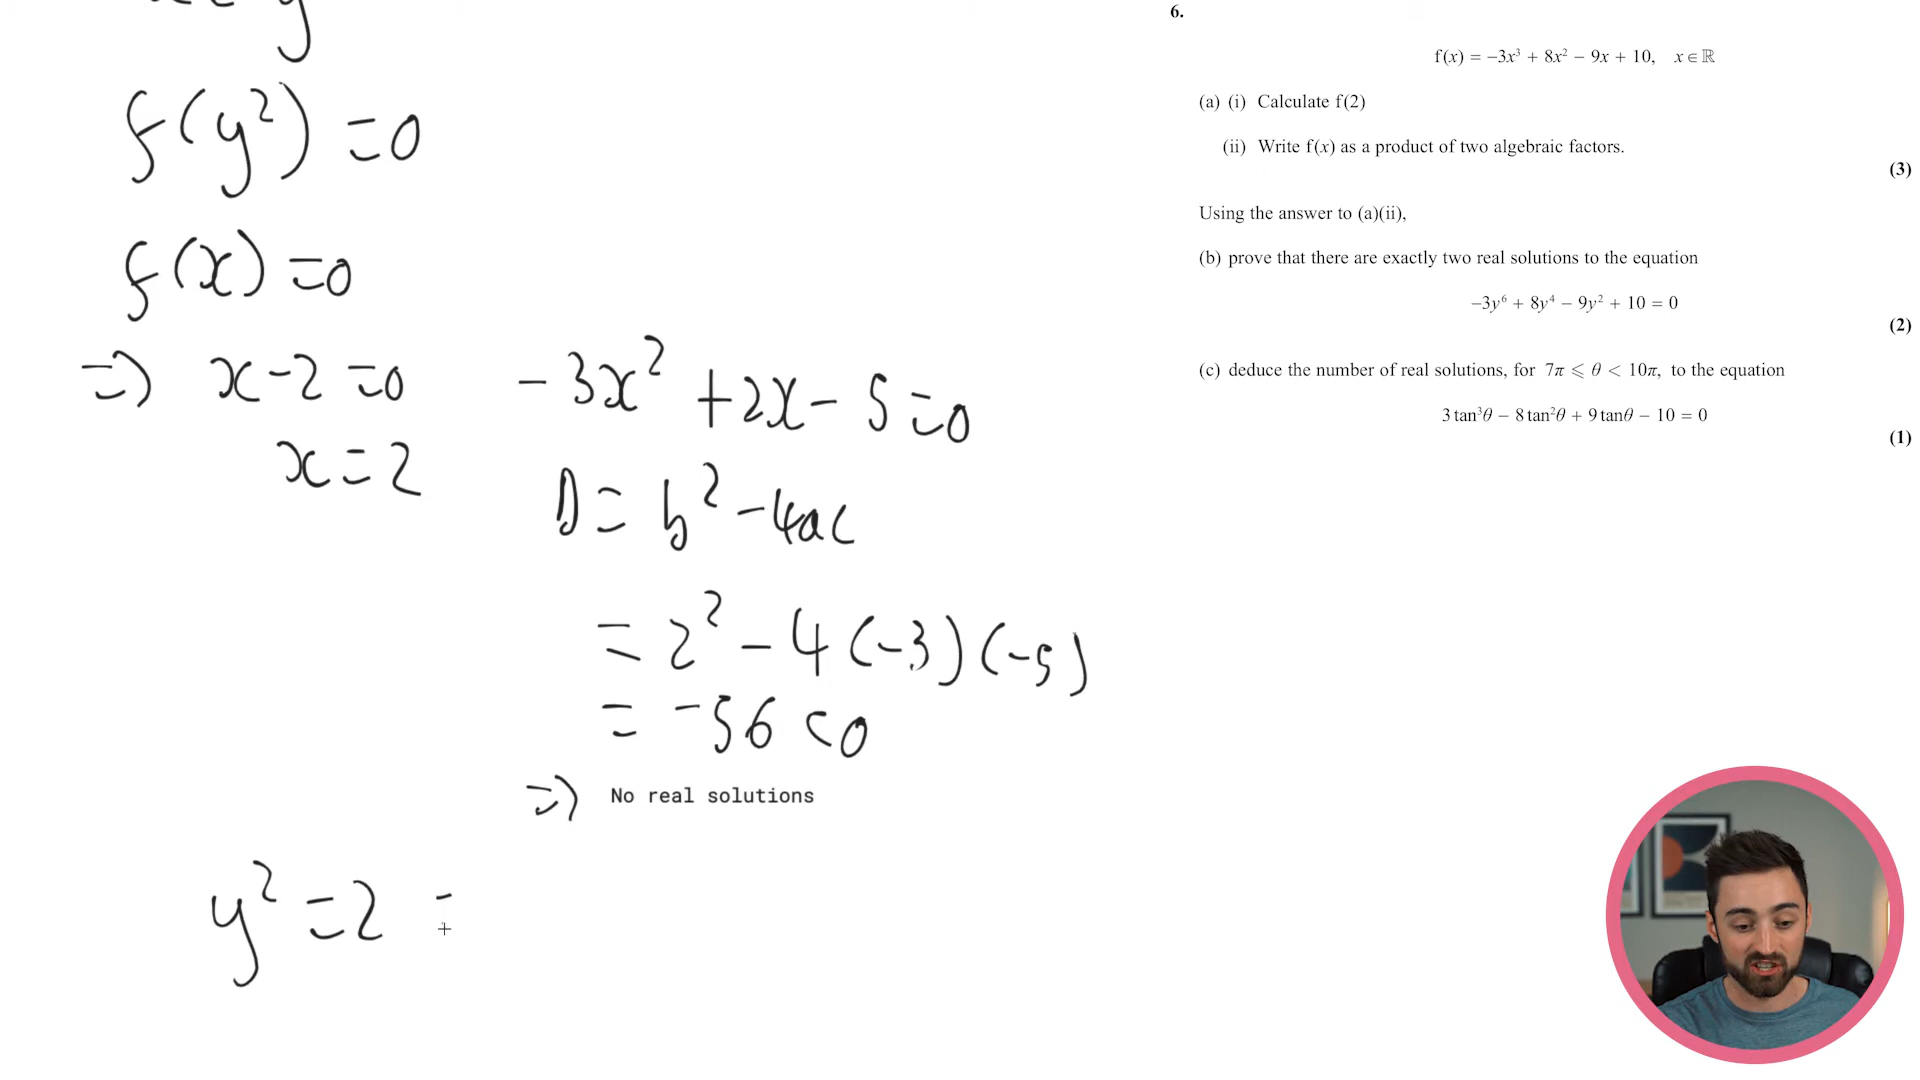 f(y²) = 0
f(x) = 0
=> x - 2 = 0
x = 2
-3x² + 2x - 5 = 0
D = b² - 4ac
= 2² - 4(-3)(-5)
= -56 < 0
=> No real solutions
y² = 2
6.
f(x) = −3x³ + 8x² − 9x + 10, x ∈ ℝ
(a) (i) Calculate f(2)
(ii) Write f(x) as a product of two algebraic factors.
(3)
Using the answer to (a)(ii),
(b) prove that there are exactly two real solutions to the equation
−3y⁶ + 8y⁴ − 9y² + 10 = 0
(2)
(c) deduce the number of real solutions, for 7π ⩽ θ < 10π, to the equation
3 tan³θ − 8 tan²θ + 9 tanθ − 10 = 0
(1)